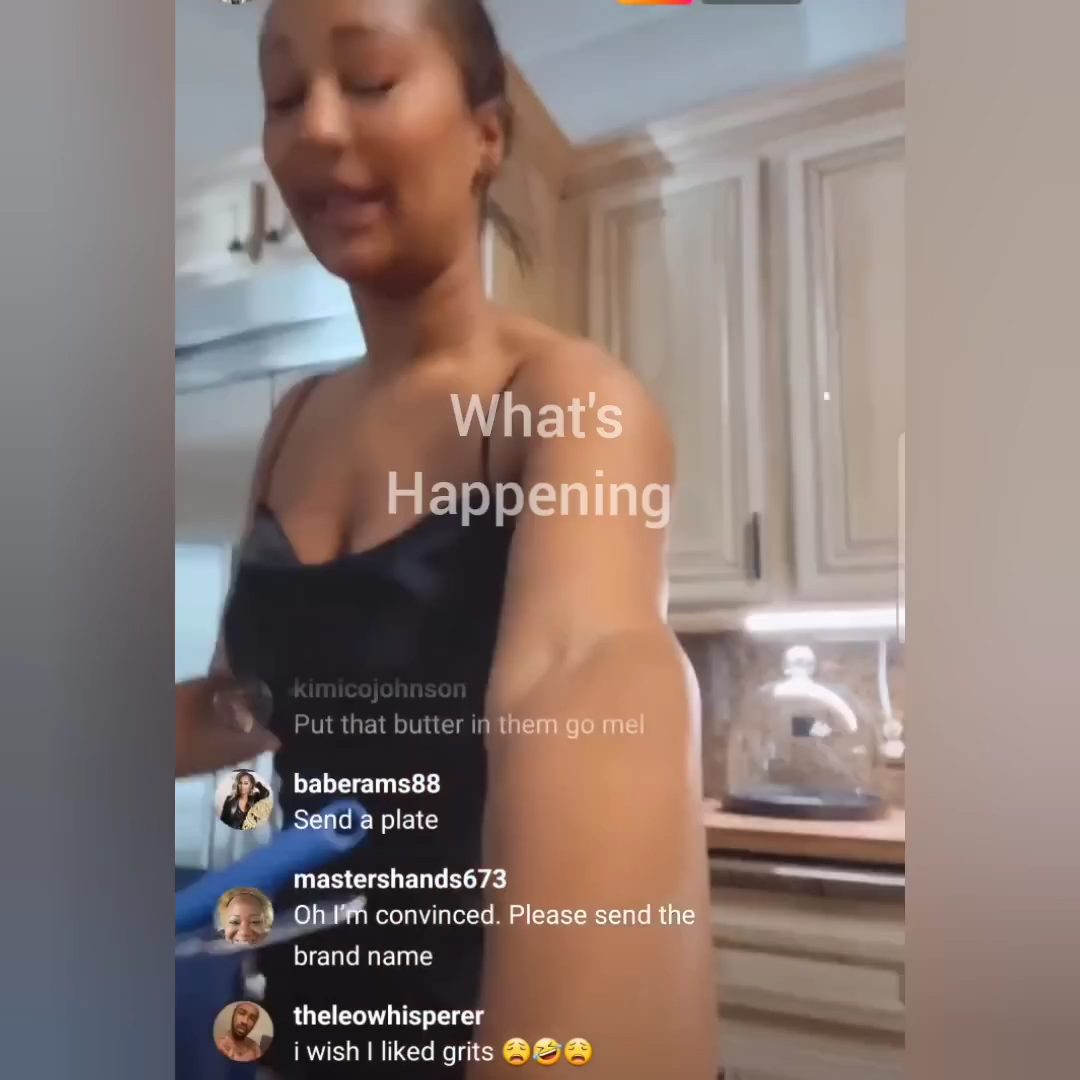 What's
Happening
kimicojohnson
Put that butter in them go mel
baberams88
Send a plate
mastershands673
Oh I’m convinced. Please send the
brand name
theleowhisperer
i wish I liked grits 😩🤣😩